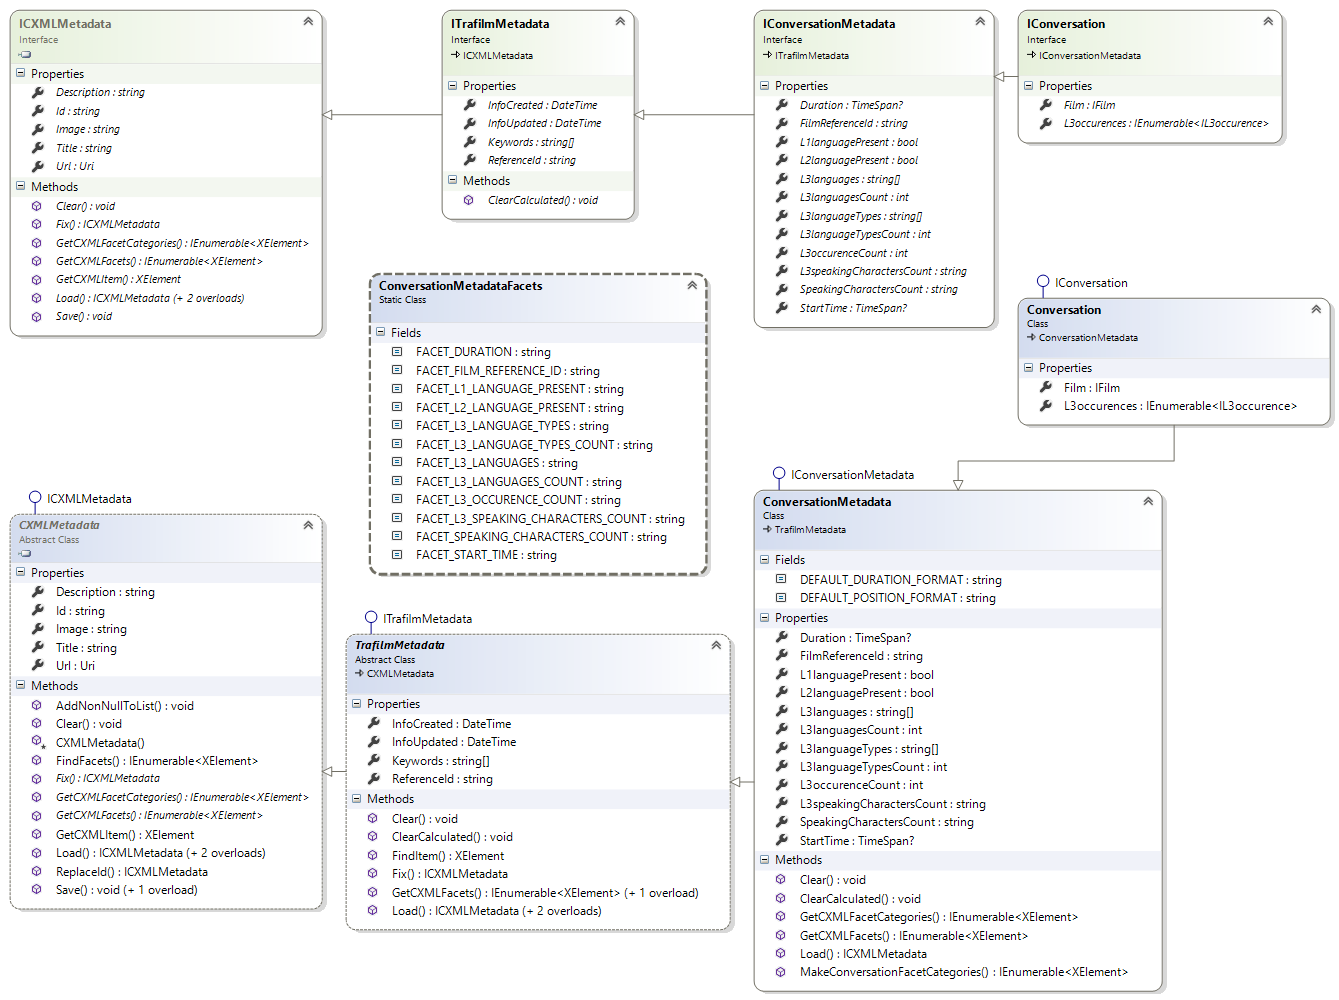 ICXMLMetadata
Interface
Properties
Description : string
Id : string
Image : string
Title : string
Url : Uri
Methods
Clear() : void
Fix() : ICXMLMetadata
GetCXMLFacetCategories() : IEnumerable<XElement>
GetCXMLFacets() : IEnumerable<XElement>
GetCXMLItem() : XElement
Load() : ICXMLMetadata (+ 2 overloads)
Save() : void
ITrafilmMetadata
Interface
ICXMLMetadata
Properties
InfoCreated : DateTime
InfoUpdated : DateTime
Keywords : string[]
ReferenceId : string
Methods
ClearCalculated() : void
IConversationMetadata
Interface
ITrafilmMetadata
Properties
Duration : TimeSpan?
FilmReferenceId : string
L1languagePresent : bool
L2languagePresent : bool
L3languages : string[]
L3languagesCount : int
L3languageTypes : string[]
L3languageTypesCount : int
L3occurenceCount : int
L3speakingCharactersCount : string
SpeakingCharactersCount : string
StartTime : TimeSpan?
IConversation
Interface
IConversationMetadata
Properties
Film : IFilm
L3occurences : IEnumerable<IL3occurence>
ConversationMetadataFacets
Static Class
Fields
FACET_DURATION : string
FACET_FILM_REFERENCE_ID : string
FACET_L1_LANGUAGE_PRESENT : string
FACET_L2_LANGUAGE_PRESENT : string
FACET_L3_LANGUAGE_TYPES : string
FACET_L3_LANGUAGE_TYPES_COUNT : string
FACET_L3_LANGUAGES : string
FACET_L3_LANGUAGES_COUNT : string
FACET_L3_OCCURENCE_COUNT : string
FACET_L3_SPEAKING_CHARACTERS_COUNT : string
FACET_SPEAKING_CHARACTERS_COUNT : string
FACET_START_TIME : string
IConversation
Conversation
Class
ConversationMetadata
Properties
Film : IFilm
L3occurences : IEnumerable<IL3occurence>
ICXMLMetadata
CXMLMetadata
Abstract Class
Properties
Description : string
Id : string
Image : string
Title : string
Url : Uri
Methods
AddNonNullToList() : void
Clear() : void
CXMLMetadata()
FindFacets() : IEnumerable<XElement>
Fix() : ICXMLMetadata
GetCXMLFacetCategories() : IEnumerable<XElement>
GetCXMLFacets() : IEnumerable<XElement>
GetCXMLItem() : XElement
Load() : ICXMLMetadata (+ 2 overloads)
ReplaceId() : ICXMLMetadata
Save() : void (+ 1 overload)
ITrafilmMetadata
TrafilmMetadata
Abstract Class
CXMLMetadata
Properties
InfoCreated : DateTime
InfoUpdated : DateTime
Keywords : string[]
ReferenceId : string
Methods
Clear() : void
ClearCalculated() : void
FindItem() : XElement
Fix() : ICXMLMetadata
GetCXMLFacets() : IEnumerable<XElement> (+ 1 overload)
Load() : ICXMLMetadata (+ 2 overloads)
IConversationMetadata
ConversationMetadata
Class
TrafilmMetadata
Fields
DEFAULT_DURATION_FORMAT : string
DEFAULT_POSITION_FORMAT : string
Properties
Duration : TimeSpan?
FilmReferenceId : string
L1languagePresent : bool
L2languagePresent : bool
L3languages : string[]
L3languagesCount : int
L3languageTypes : string[]
L3languageTypesCount : int
L3occurenceCount : int
L3speakingCharactersCount : string
SpeakingCharactersCount : string
StartTime : TimeSpan?
Methods
Clear() : void
ClearCalculated() : void
GetCXMLFacetCategories() : IEnumerable<XElement>
GetCXMLFacets() : IEnumerable<XElement>
Load() : ICXMLMetadata
MakeConversationFacetCategories() : IEnumerable<XElement>